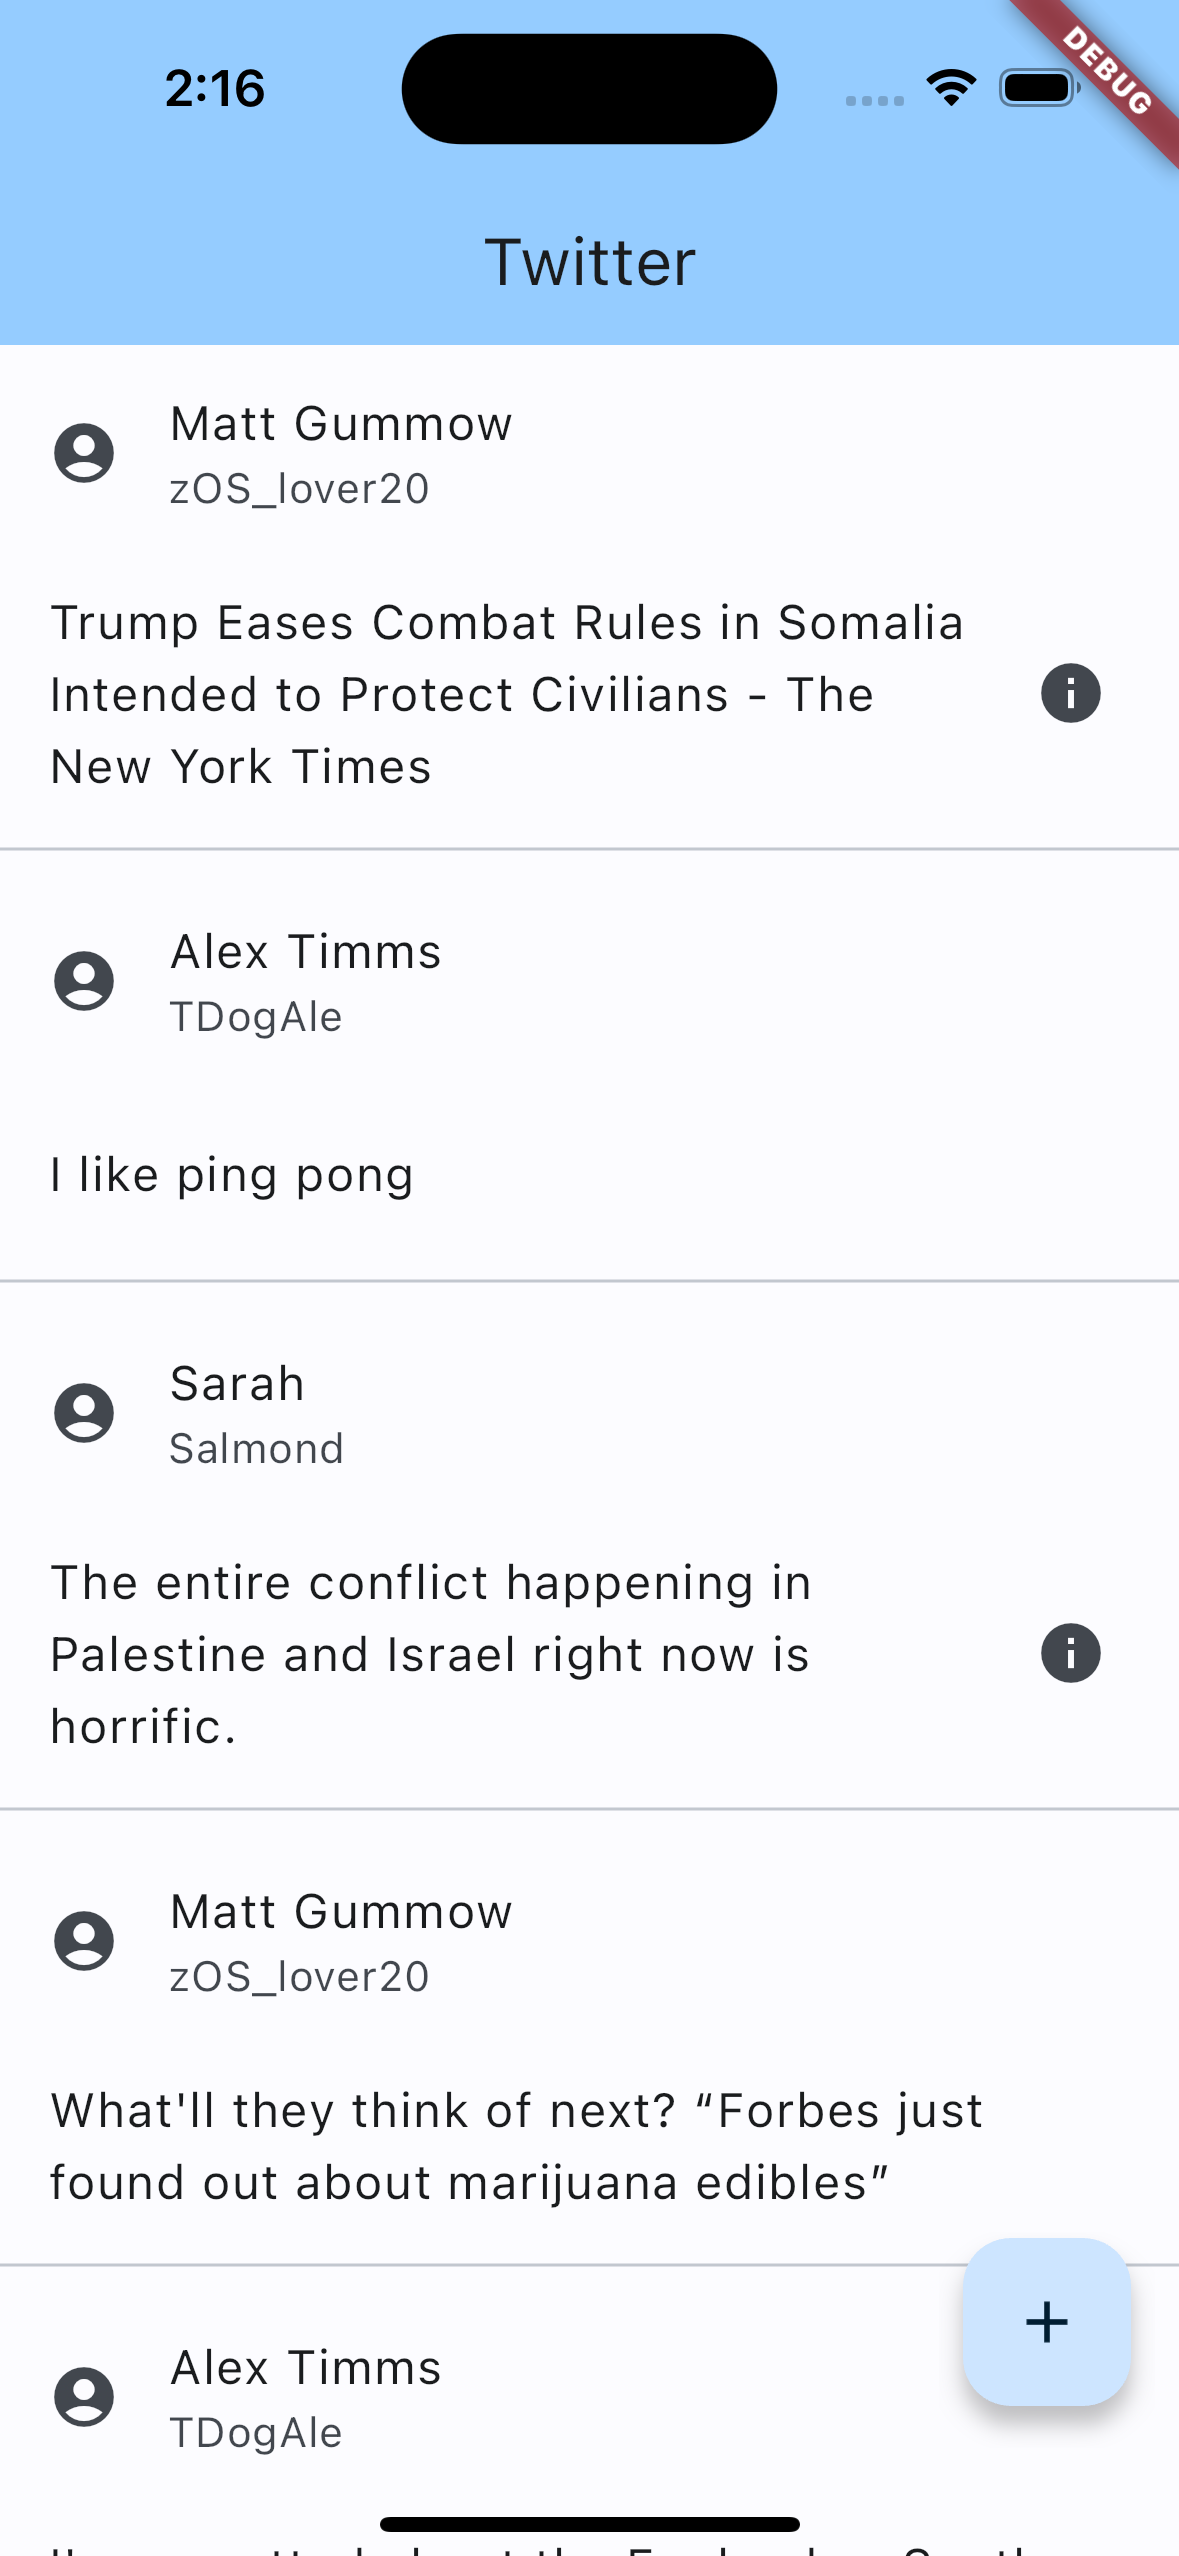 2:16
DEBUG
Twitter
Matt Gummow
zOS_lover20
Trump Eases Combat Rules in Somalia
Intended to Protect Civilians - The
New York Times
Alex Timms
TDogAle
I like ping pong
Sarah
Salmond
The entire conflict happening in
Palestine and Israel right now is
horrific.
Matt Gummow
zOS_lover20
What'll they think of next? “Forbes just
found out about marijuana edibles”
Alex Timms
TDogAle